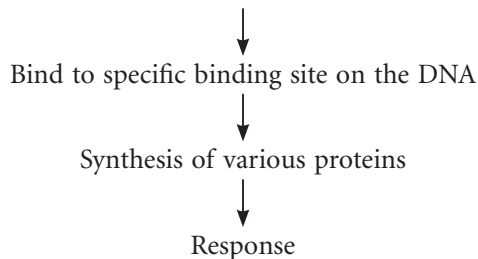 Bind to specific binding site on the DNA
Synthesis of various proteins
Response